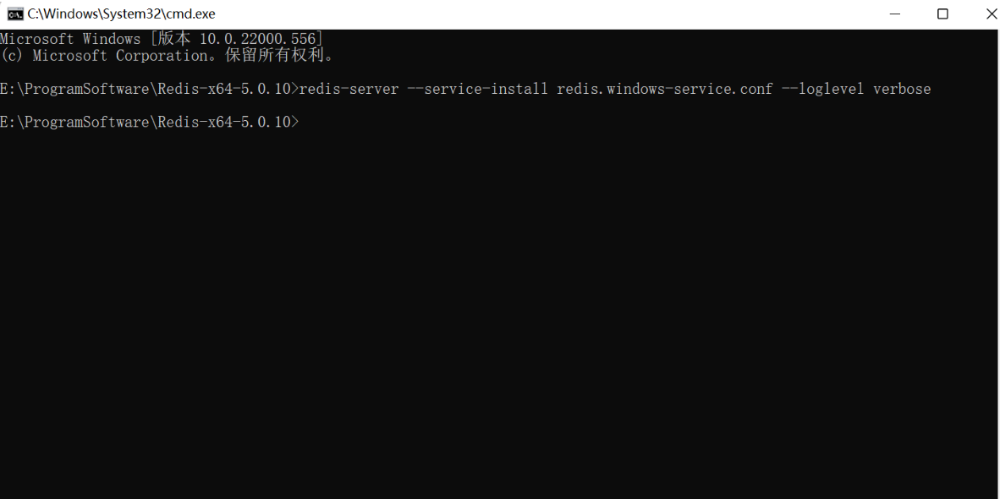 C:\Windows\System32\cmd.exe
Microsoft Windows [版本 10.0.22000.556]
(c) Microsoft Corporation。保留所有权利。
E:\ProgramSoftware\Redis-x64-5.0.10>redis-server --service-install redis.windows-service.conf --loglevel verbose
E:\ProgramSoftware\Redis-x64-5.0.10>